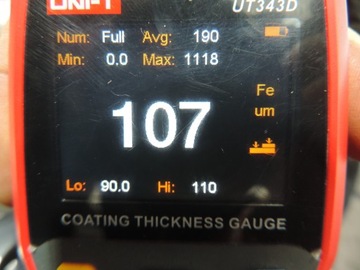 UNI-T UT343D
Num: Full Avg: 190
Min: 0.0 Max: 1118
107
Fe
um
Lo: 90.0 Hi: 110
COATING THICKNESS GAUGE